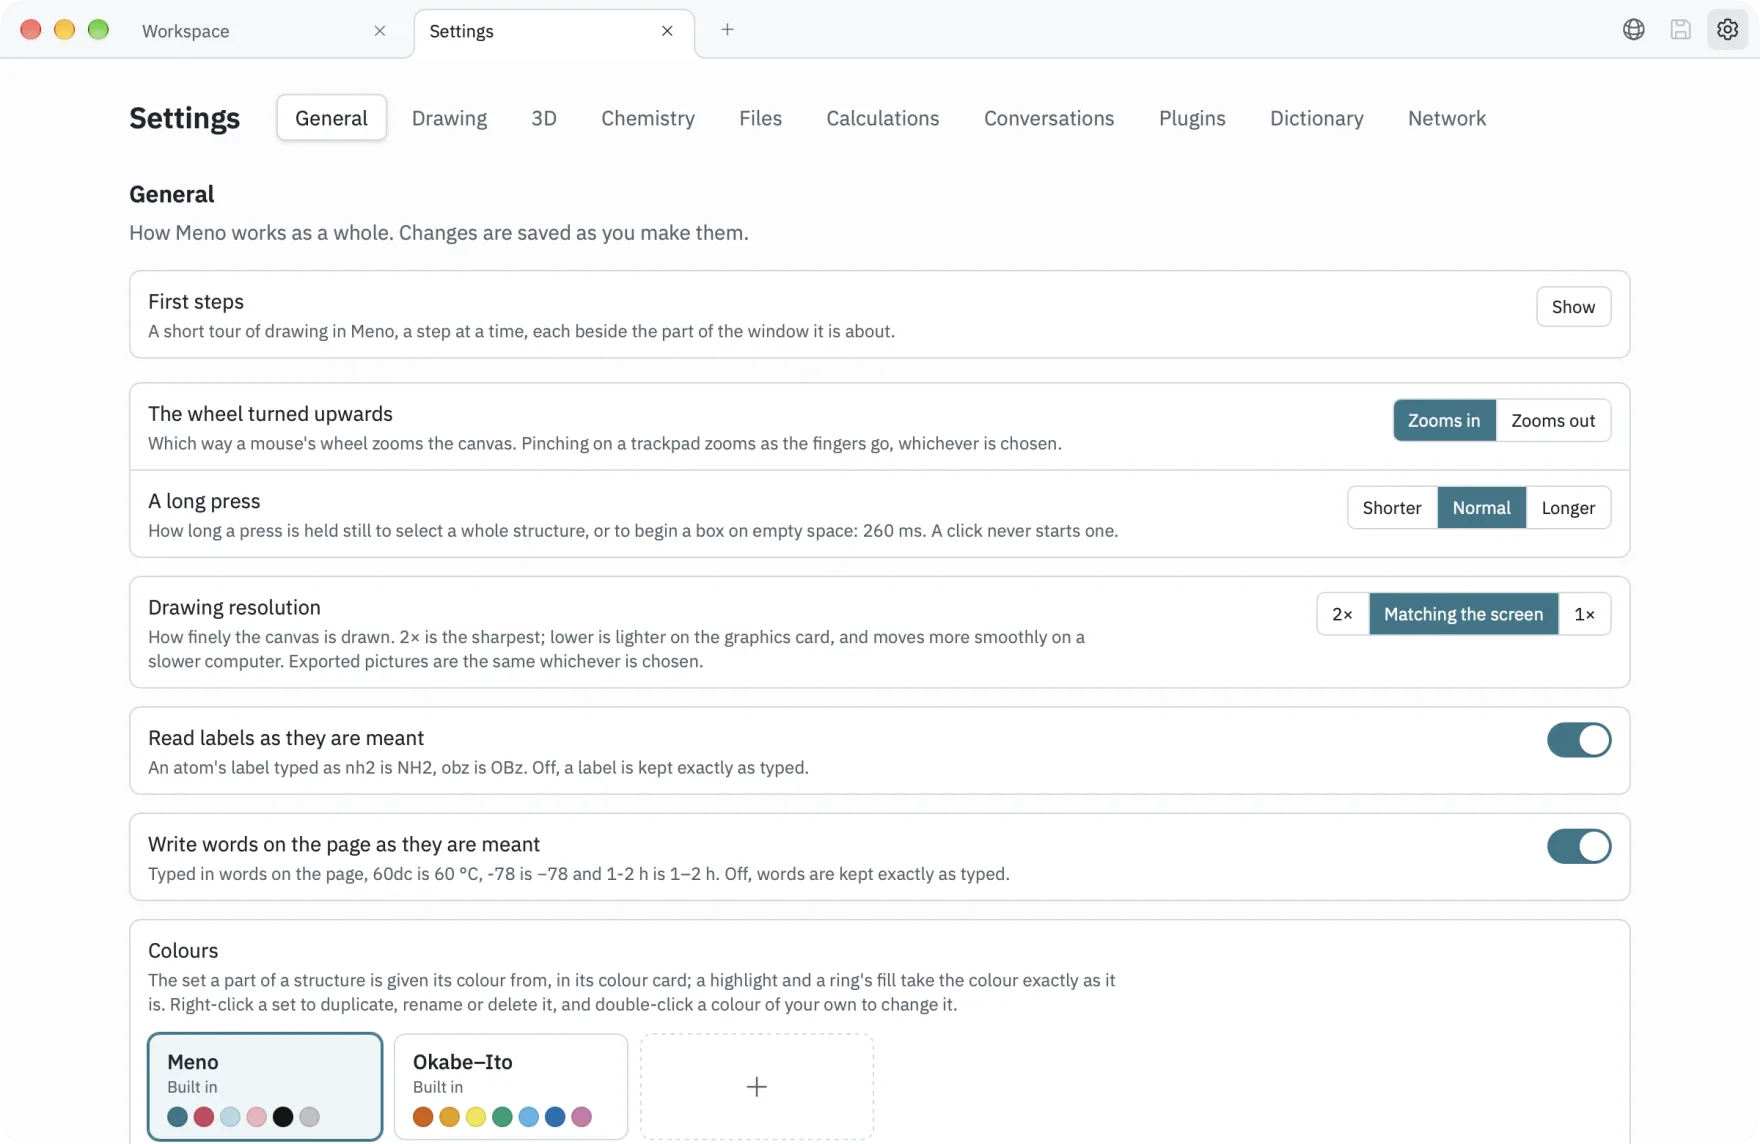 Workspace
Settings
Settings
General
Drawing
3D
Chemistry
Files
Calculations
Conversations
Plugins
Dictionary
Network
General
How Meno works as a whole. Changes are saved as you make them.
First steps
A short tour of drawing in Meno, a step at a time, each beside the part of the window it is about.
Show
The wheel turned upwards
Which way a mouse's wheel zooms the canvas. Pinching on a trackpad zooms as the fingers go, whichever is chosen.
Zooms in
Zooms out
A long press
How long a press is held still to select a whole structure, or to begin a box on empty space: 260 ms. A click never starts one.
Shorter
Normal
Longer
Drawing resolution
How finely the canvas is drawn. 2× is the sharpest; lower is lighter on the graphics card, and moves more smoothly on a
slower computer. Exported pictures are the same whichever is chosen.
2×
Matching the screen
1×
Read labels as they are meant
An atom's label typed as nh2 is NH2, obz is OBz. Off, a label is kept exactly as typed.
Write words on the page as they are meant
Typed in words on the page, 60dc is 60 °C, -78 is −78 and 1-2 h is 1–2 h. Off, words are kept exactly as typed.
Colours
The set a part of a structure is given its colour from, in its colour card; a highlight and a ring's fill take the colour exactly as it
is. Right-click a set to duplicate, rename or delete it, and double-click a colour of your own to change it.
Meno
Built in
Okabe–Ito
Built in